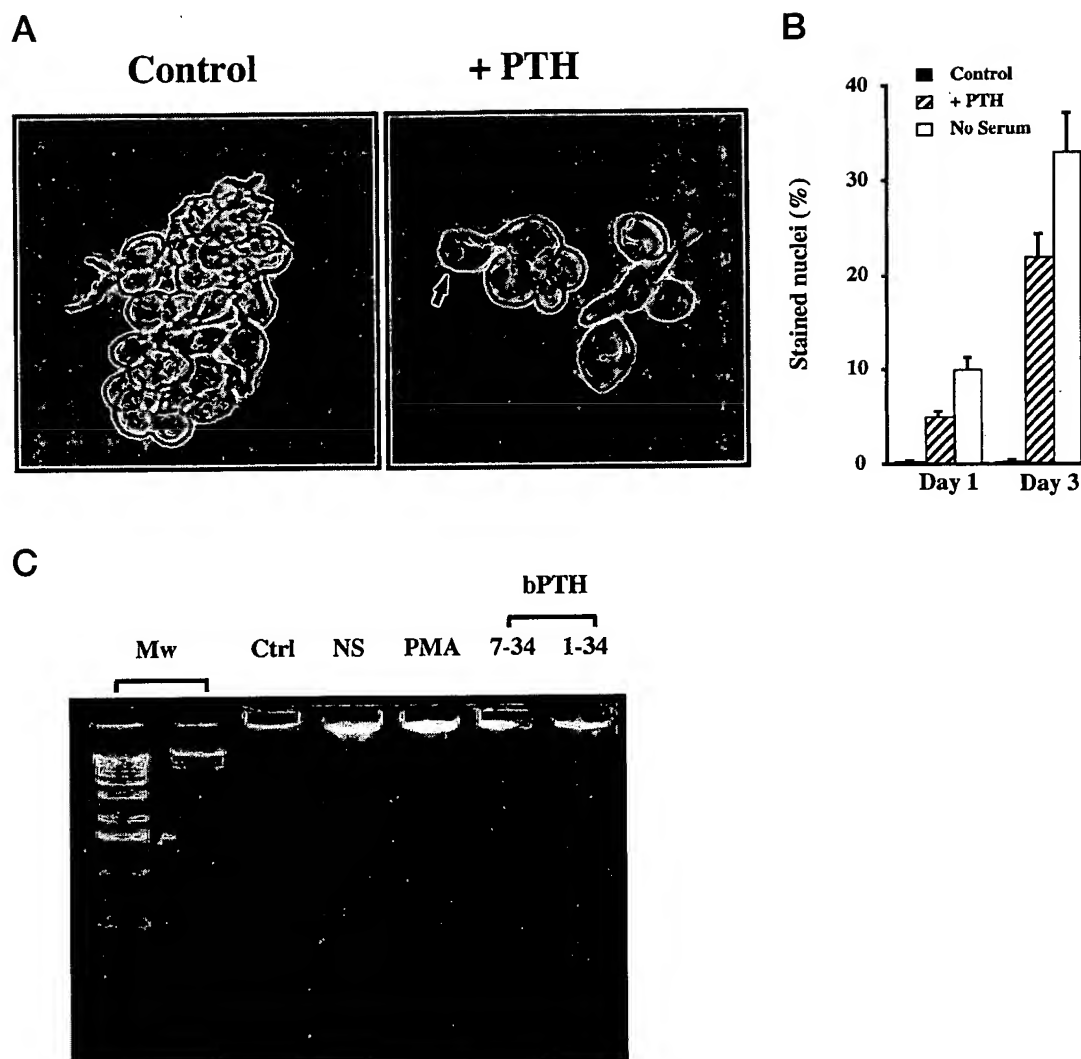 A
Control
+ PTH
B
Control
+ PTH
No Serum
40
30
20
10
0
Stained nuclei (%)
Day 1
Day 3
C
bPTH
Mw
Ctrl
NS
PMA
7-34
1-34